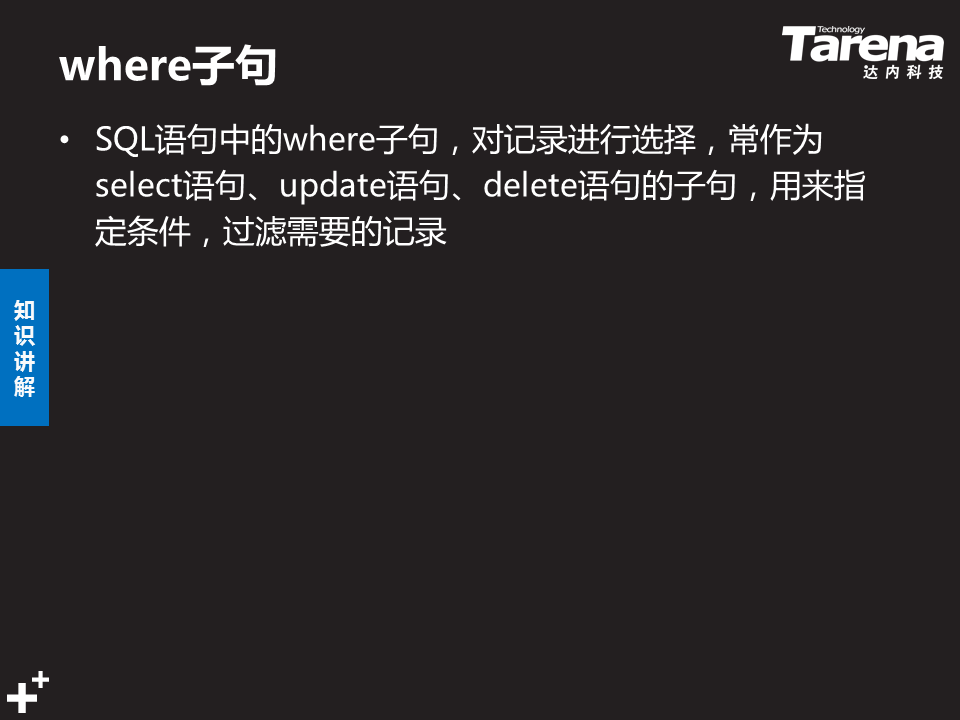 where子句
Technology
Tarena
达内科技
• SQL语句中的where子句，对记录进行选择，常作为
select语句、update语句、delete语句的子句，用来指
定条件，过滤需要的记录
知
识
讲
解